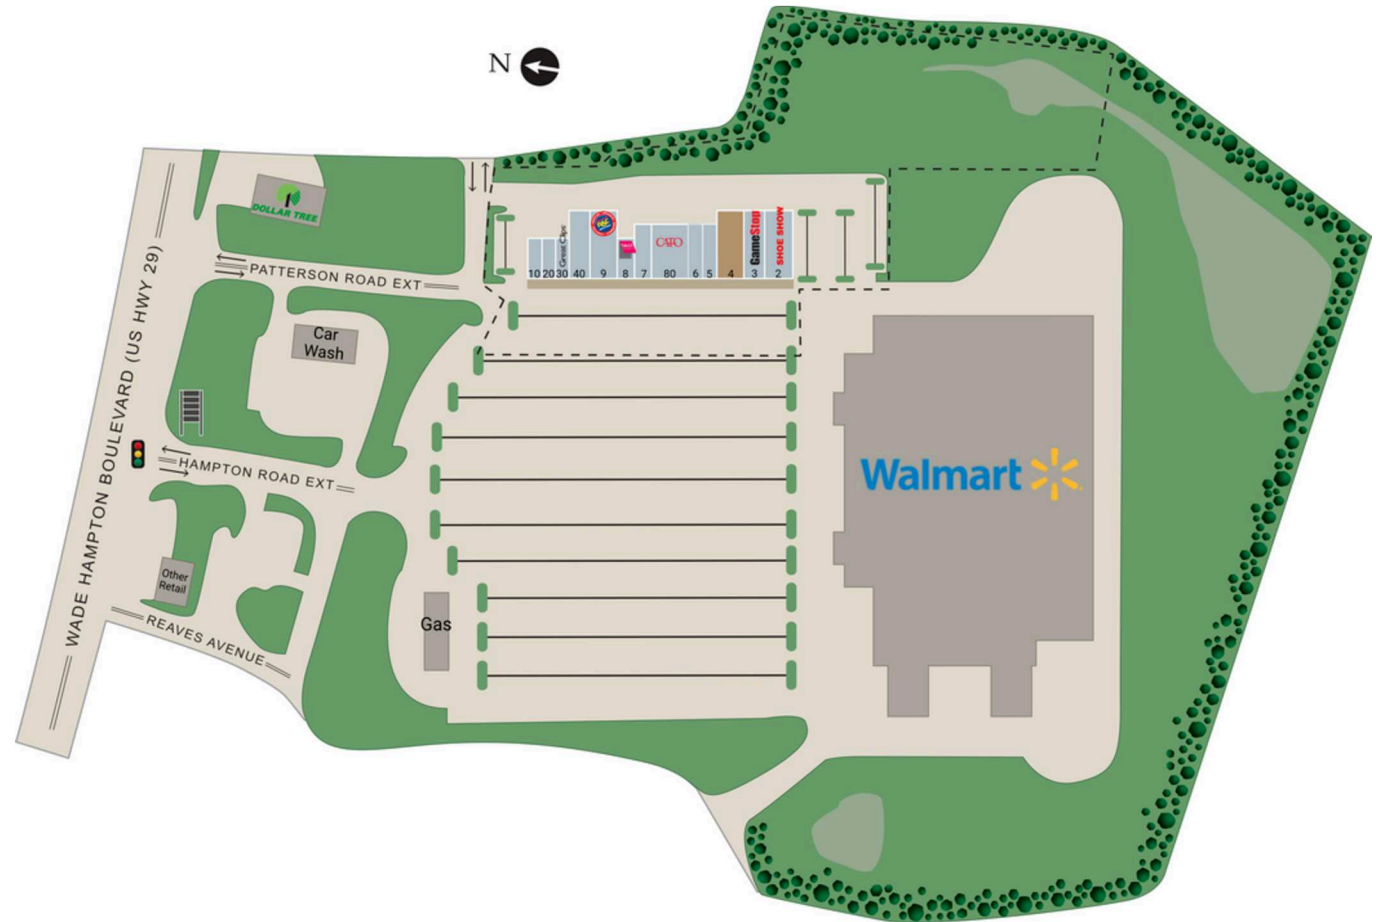 N
DOLLAR TREE
PATTERSON ROAD EXT
Car
Wash
WADE HAMPTON BOULEVARD (US HWY 29)
HAMPTON ROAD EXT
Other
Retail
REAVES AVENUE
Gas
Great Clips
CATO
GameStop
SHOE SHOW
10 20 30 40 9 8 7 80 6 5 4 3 2
Walmart